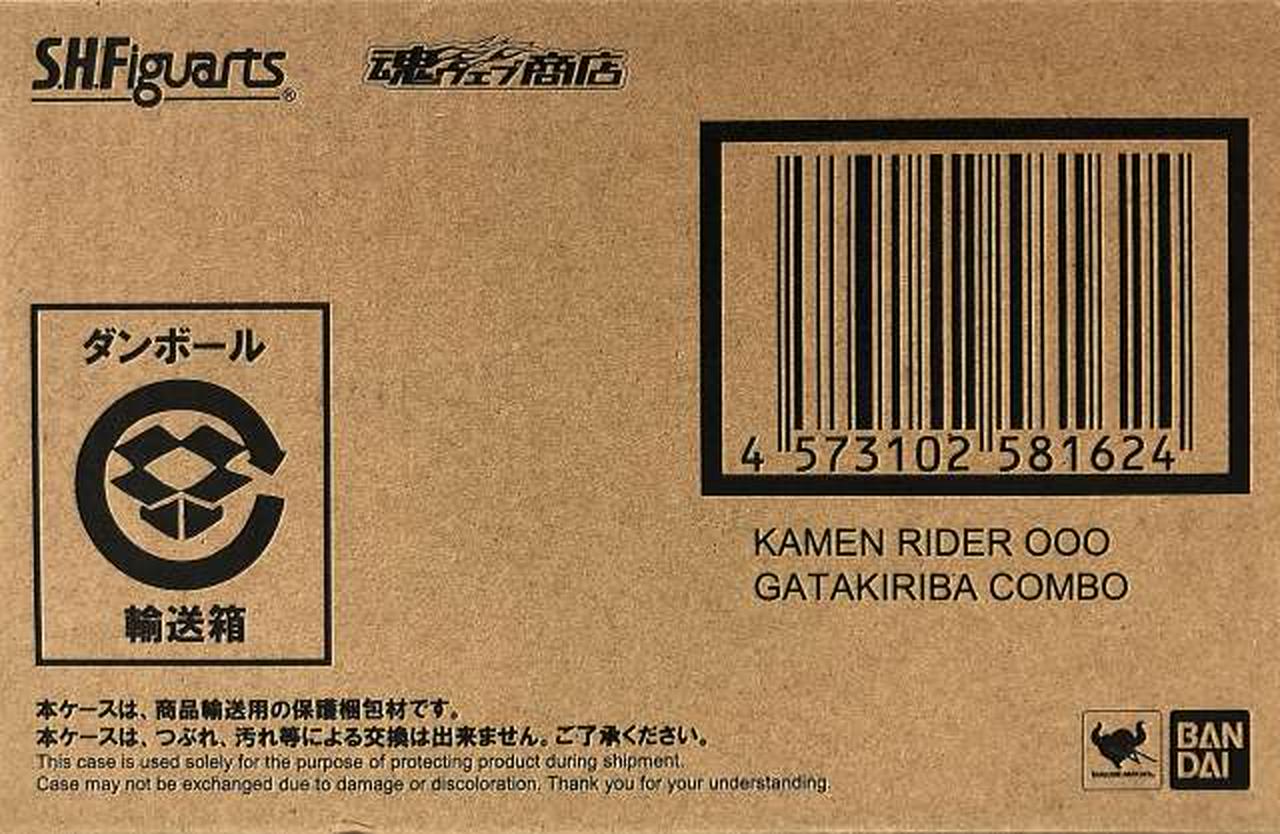 S.H.Figuarts®
魂ウェブ商店
4 573102 581624
KAMEN RIDER OOO
GATAKIRIBA COMBO
ダンボール
輸送箱
本ケースは、商品輸送用の保護梱包材です。
本ケースは、つぶれ、汚れ等による交換は出来ません。ご了承ください。
This case is used solely for the purpose of protecting product during shipment.
Case may not be exchanged due to damage or discoloration. Thank you for your understanding.
BAN
DAI